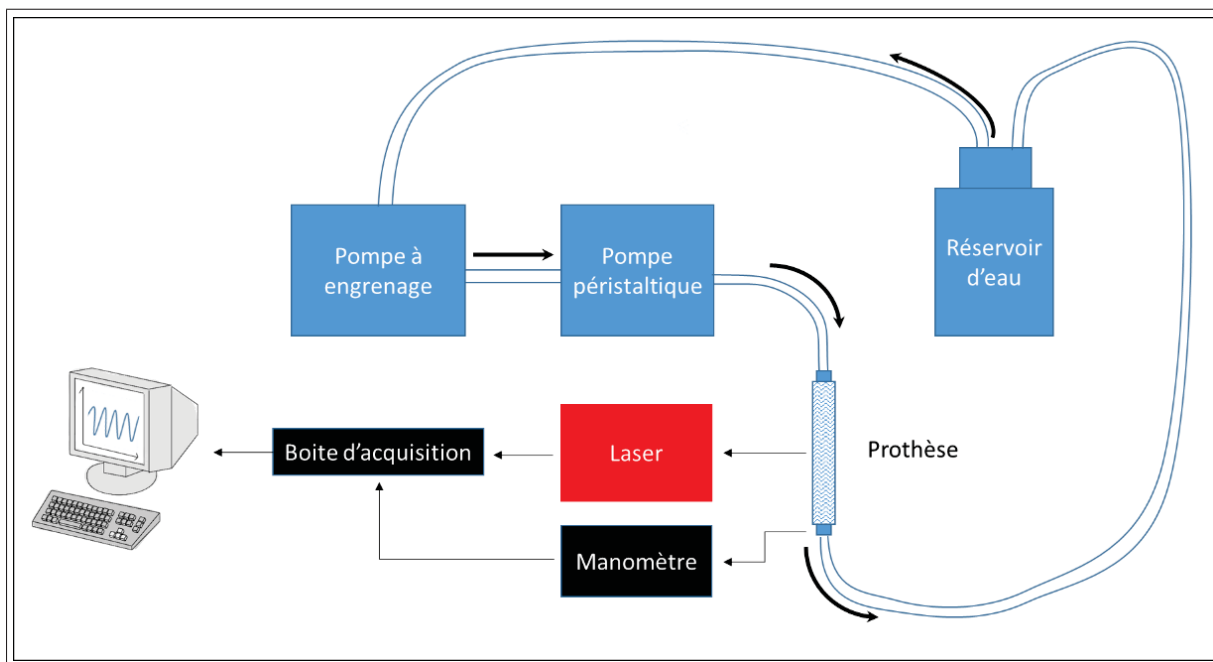 Pompe à
engrenage
Pompe
péristaltique
Réservoir
d'eau
Prothèse
Laser
Boite d'acquisition
Manomètre